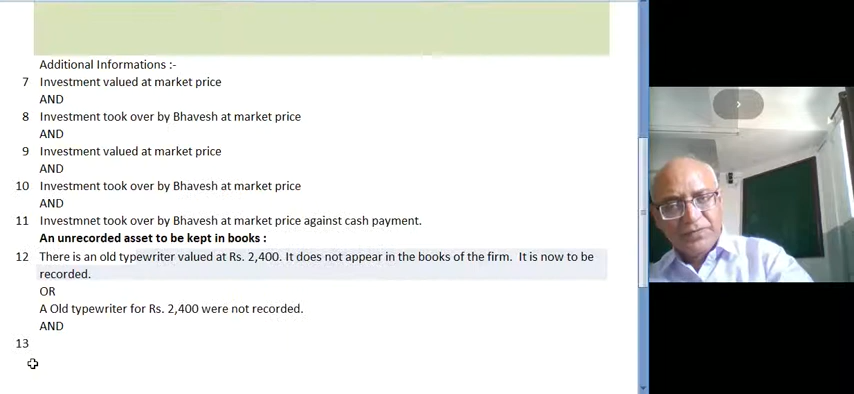 Additional Informations :-
7 Investment valued at market price
AND
8 Investment took over by Bhavesh at market price
AND
9 Investment valued at market price
AND
10 Investment took over by Bhavesh at market price
AND
11 Investmnet took over by Bhavesh at market price against cash payment.
An unrecorded asset to be kept in books :
12 There is an old typewriter valued at Rs. 2,400. It does not appear in the books of the firm. It is now to be
recorded.
OR
A Old typewriter for Rs. 2,400 were not recorded.
AND
13